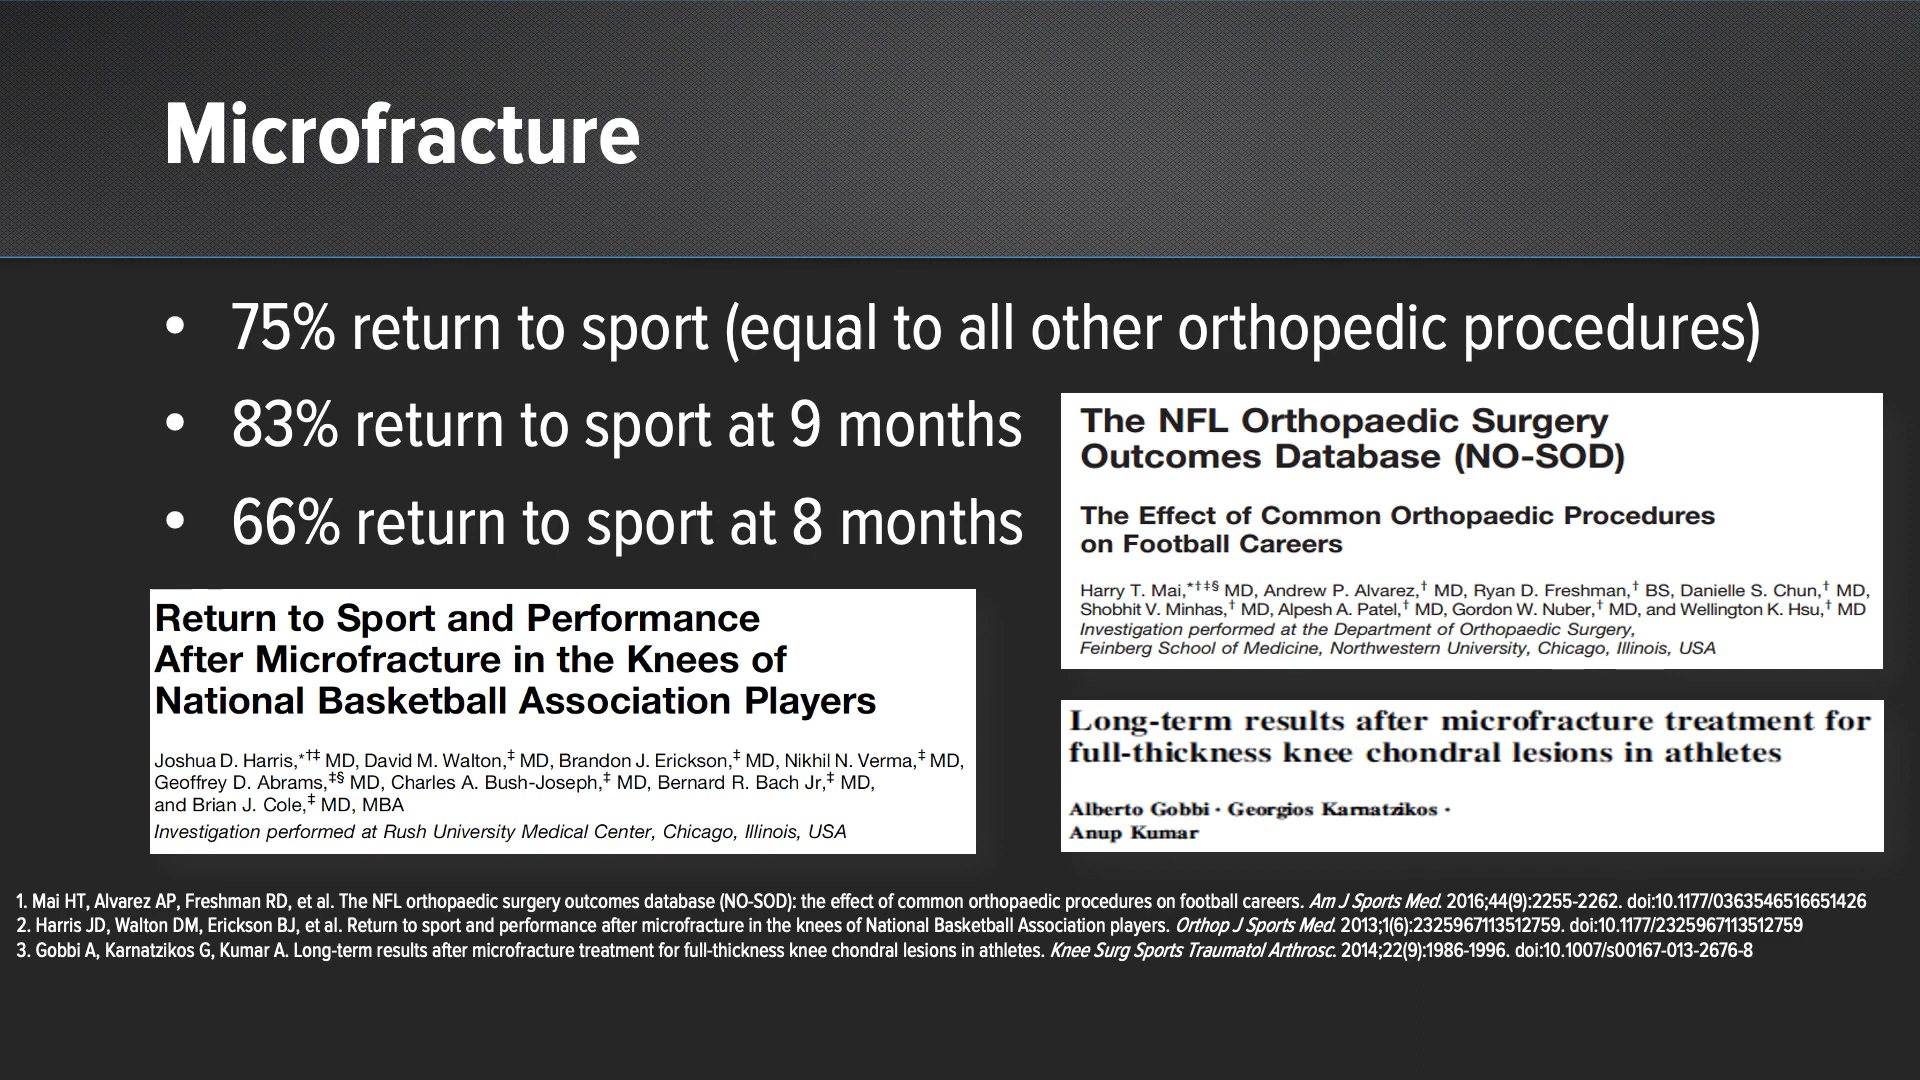 Microfracture
• 75% return to sport (equal to all other orthopedic procedures)
• 83% return to sport at 9 months
• 66% return to sport at 8 months
The NFL Orthopaedic Surgery
Outcomes Database (NO-SOD)
The Effect of Common Orthopaedic Procedures
on Football Careers
Harry T. Mai,*†‡§ MD, Andrew P. Alvarez,† MD, Ryan D. Freshman,† BS, Danielle S. Chun,† MD,
Shobhit V. Minhas,† MD, Alpesh A. Patel,† MD, Gordon W. Nuber,† MD, and Wellington K. Hsu,† MD
Investigation performed at the Department of Orthopaedic Surgery,
Feinberg School of Medicine, Northwestern University, Chicago, Illinois, USA
Return to Sport and Performance
After Microfracture in the Knees of
National Basketball Association Players
Joshua D. Harris,*†‡ MD, David M. Walton,‡ MD, Brandon J. Erickson,‡ MD, Nikhil N. Verma,‡ MD,
Geoffrey D. Abrams,‡§ MD, Charles A. Bush-Joseph,‡ MD, Bernard R. Bach Jr,‡ MD,
and Brian J. Cole,‡ MD, MBA
Investigation performed at Rush University Medical Center, Chicago, Illinois, USA
Long-term results after microfracture treatment for
full-thickness knee chondral lesions in athletes
Alberto Gobbi · Georgios Karnatzikos ·
Anup Kumar
1. Mai HT, Alvarez AP, Freshman RD, et al. The NFL orthopaedic surgery outcomes database (NO-SOD): the effect of common orthopaedic procedures on football careers. Am J Sports Med. 2016;44(9):2255-2262. doi:10.1177/0363546516651426
2. Harris JD, Walton DM, Erickson BJ, et al. Return to sport and performance after microfracture in the knees of National Basketball Association players. Orthop J Sports Med. 2013;1(6):2325967113512759. doi:10.1177/2325967113512759
3. Gobbi A, Karnatzikos G, Kumar A. Long-term results after microfracture treatment for full-thickness knee chondral lesions in athletes. Knee Surg Sports Traumatol Arthrosc. 2014;22(9):1986-1996. doi:10.1007/s00167-013-2676-8